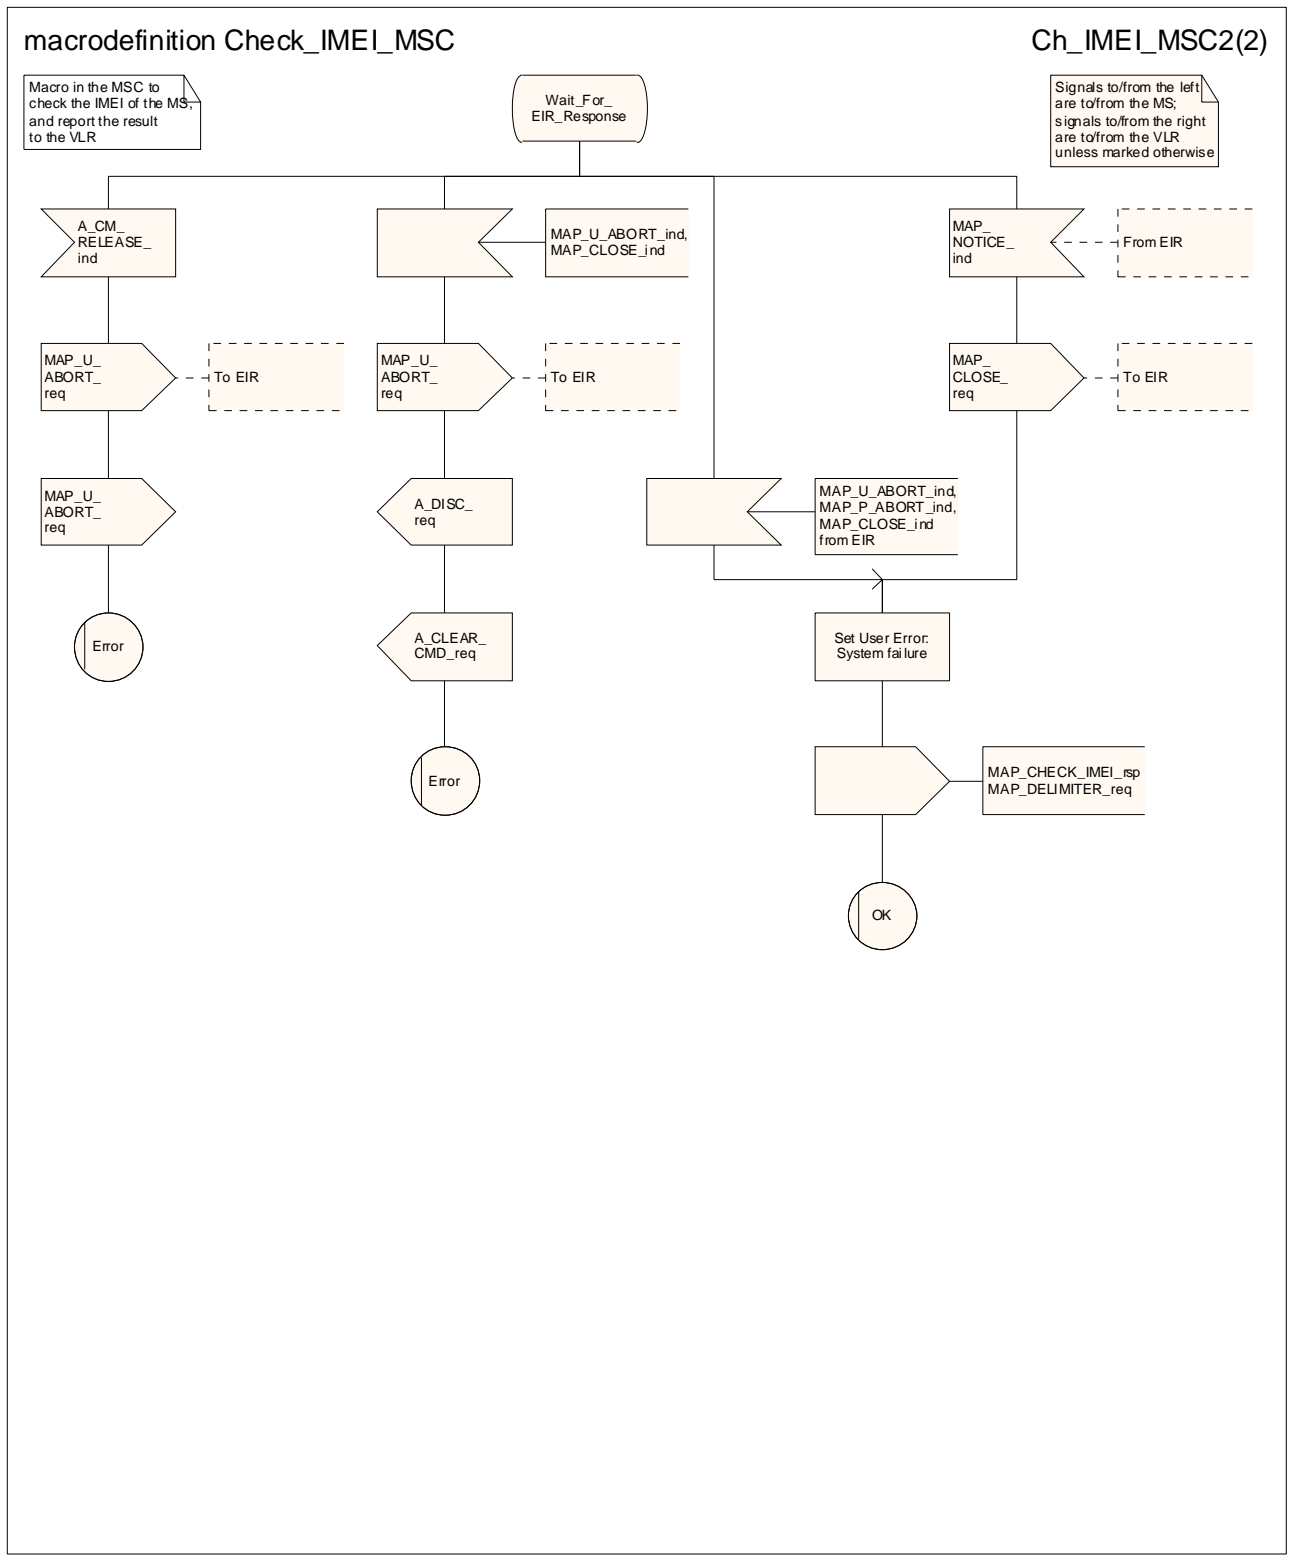 macrodefinition Check_IMEI_MSC
Ch_IMEI_MSC2(2)
Macro in the MSC to
check the IMEI of the MS,
and report the result
to the VLR
Wait_For_
EIR_Response
Signals to/from the left
are to/from the MS;
signals to/from the right
are to/from the VLR
unless marked otherwise
A_CM_
RELEASE_
ind
MAP_U_ABORT_ind,
MAP_CLOSE_ind
MAP_
NOTICE_
ind
From EIR
MAP_U_
ABORT_
req
To EIR
MAP_U_
ABORT_
req
To EIR
MAP_
CLOSE_
req
To EIR
MAP_U_
ABORT_
req
A_DISC_
req
MAP_U_ABORT_ind,
MAP_P_ABORT_ind,
MAP_CLOSE_ind
from EIR
Error
A_CLEAR_
CMD_req
Set User Error:
System failure
Error
MAP_CHECK_IMEI_rsp
MAP_DELIMITER_req
OK